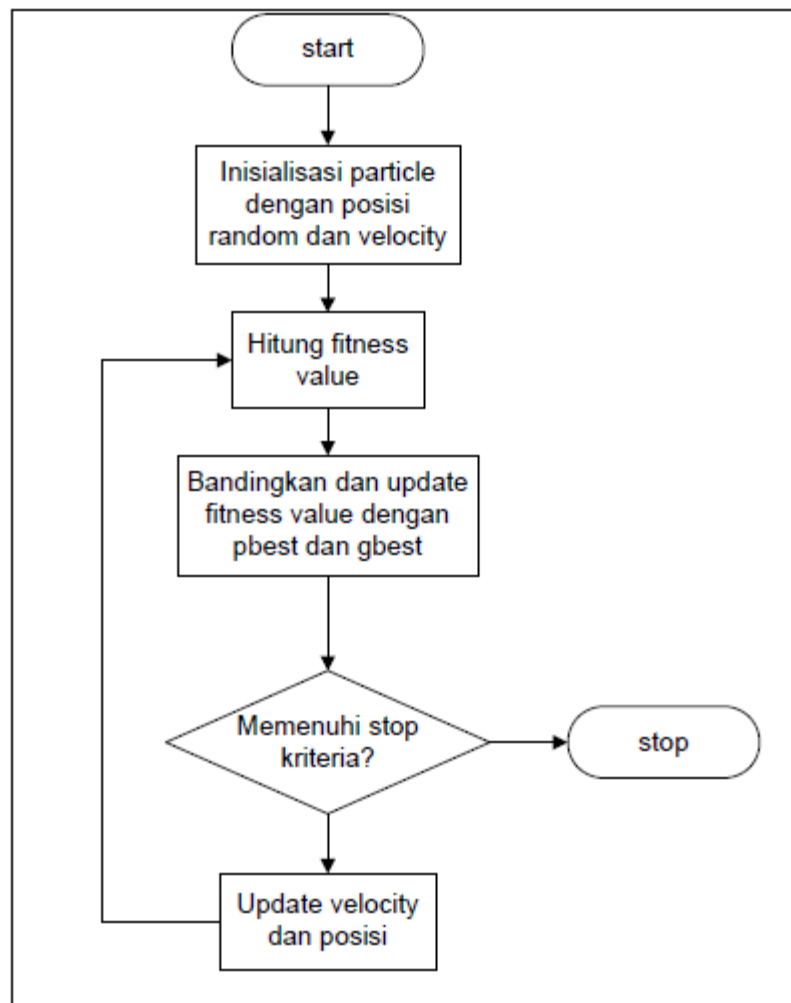 start
Inisialisasi particle
dengan posisi
random dan velocity
Hitung fitness
value
Bandingkan dan update
fitness value dengan
pbest dan gbest
Memenuhi stop
kriteria?
stop
Update velocity
dan posisi